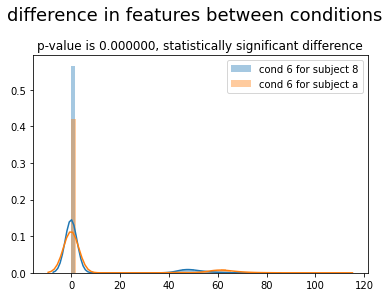 difference in features between conditions
p-value is 0.000000, statistically significant difference
cond 6 for subject 8
cond 6 for subject a
0.5
0.4
0.3
0.2
0.1
0.0
0 20 40 60 80 100 120